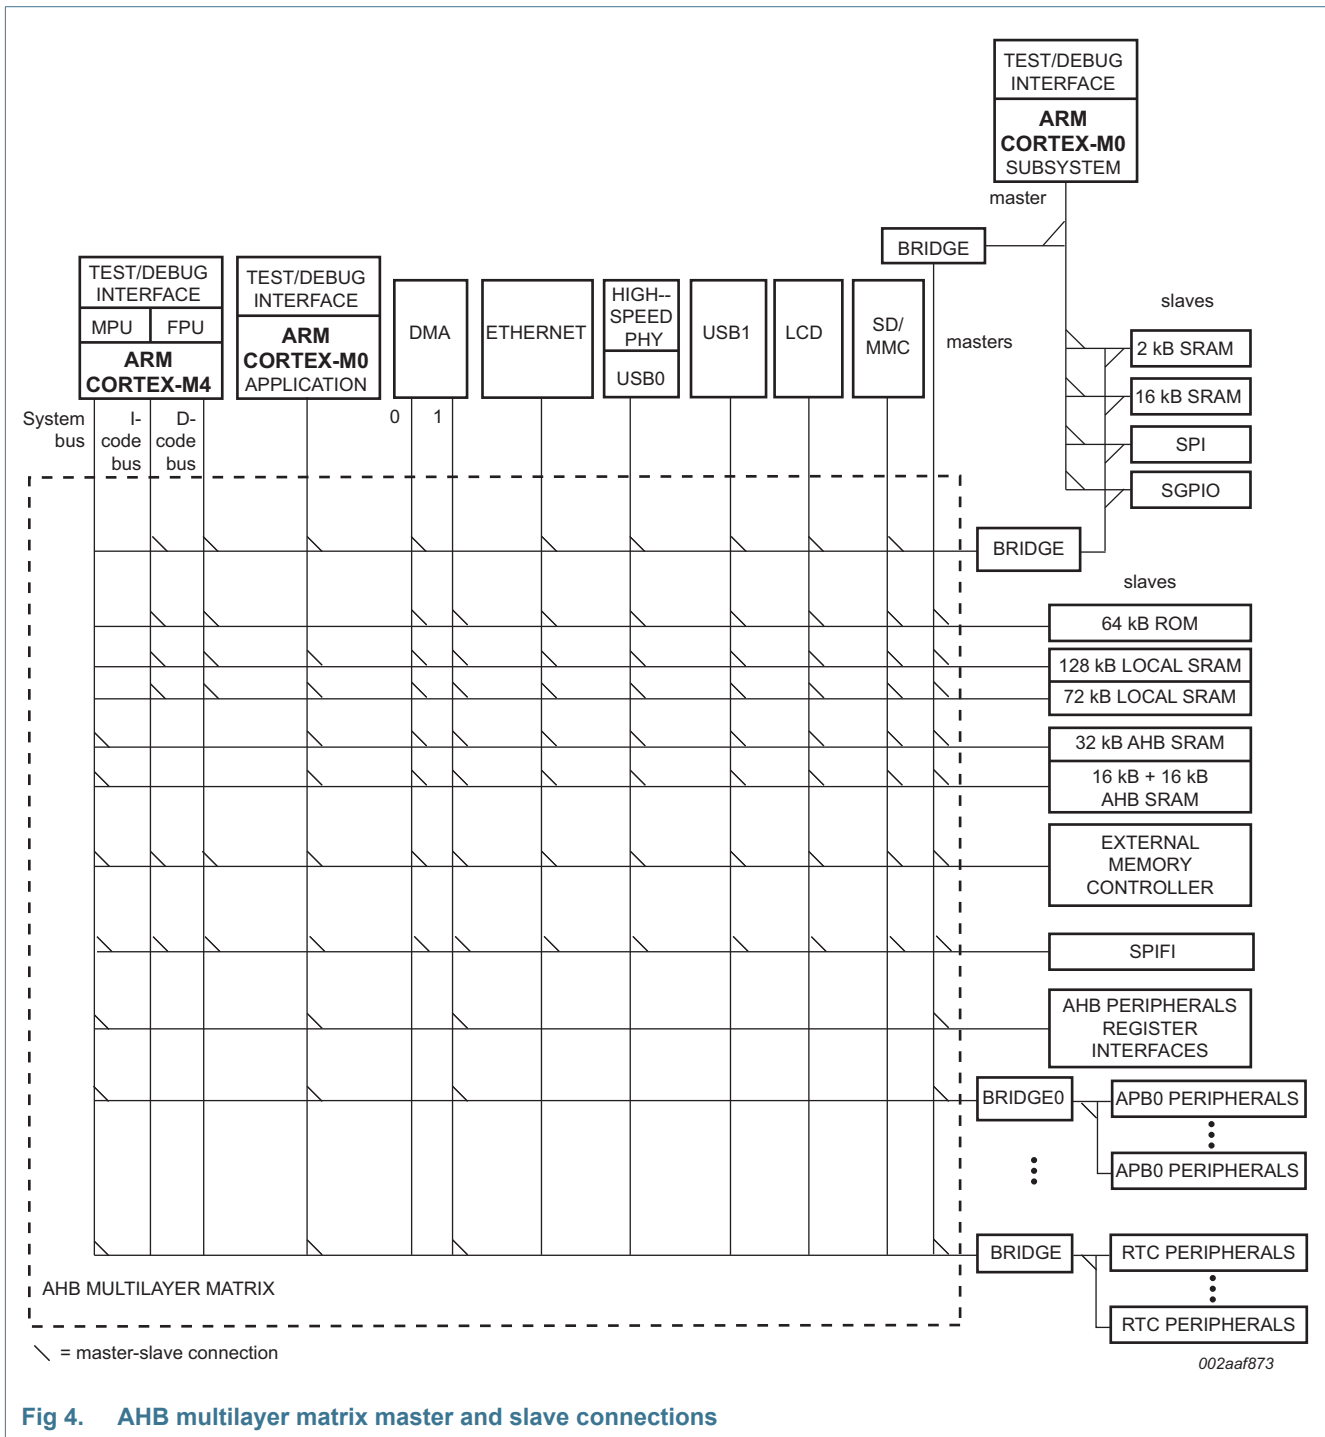 TEST/DEBUG
INTERFACE
ARM
CORTEX-M0
SUBSYSTEM
master
BRIDGE
TEST/DEBUG
INTERFACE
MPU
FPU
ARM
CORTEX-M4
TEST/DEBUG
INTERFACE
ARM
CORTEX-M0
APPLICATION
DMA
ETHERNET
HIGH--
SPEED
PHY
USB0
USB1
LCD
SD/
MMC
masters
slaves
2 kB SRAM
16 kB SRAM
SPI
SGPIO
System
bus
I-
code
bus
D-
code
bus
0
1
BRIDGE
slaves
64 kB ROM
128 kB LOCAL SRAM
72 kB LOCAL SRAM
32 kB AHB SRAM
16 kB + 16 kB
AHB SRAM
EXTERNAL
MEMORY
CONTROLLER
SPIFI
AHB PERIPHERALS
REGISTER
INTERFACES
BRIDGE0
APB0 PERIPHERALS
APB0 PERIPHERALS
BRIDGE
RTC PERIPHERALS
RTC PERIPHERALS
AHB MULTILAYER MATRIX
= master-slave connection
002aaf873
Fig 4. AHB multilayer matrix master and slave connections